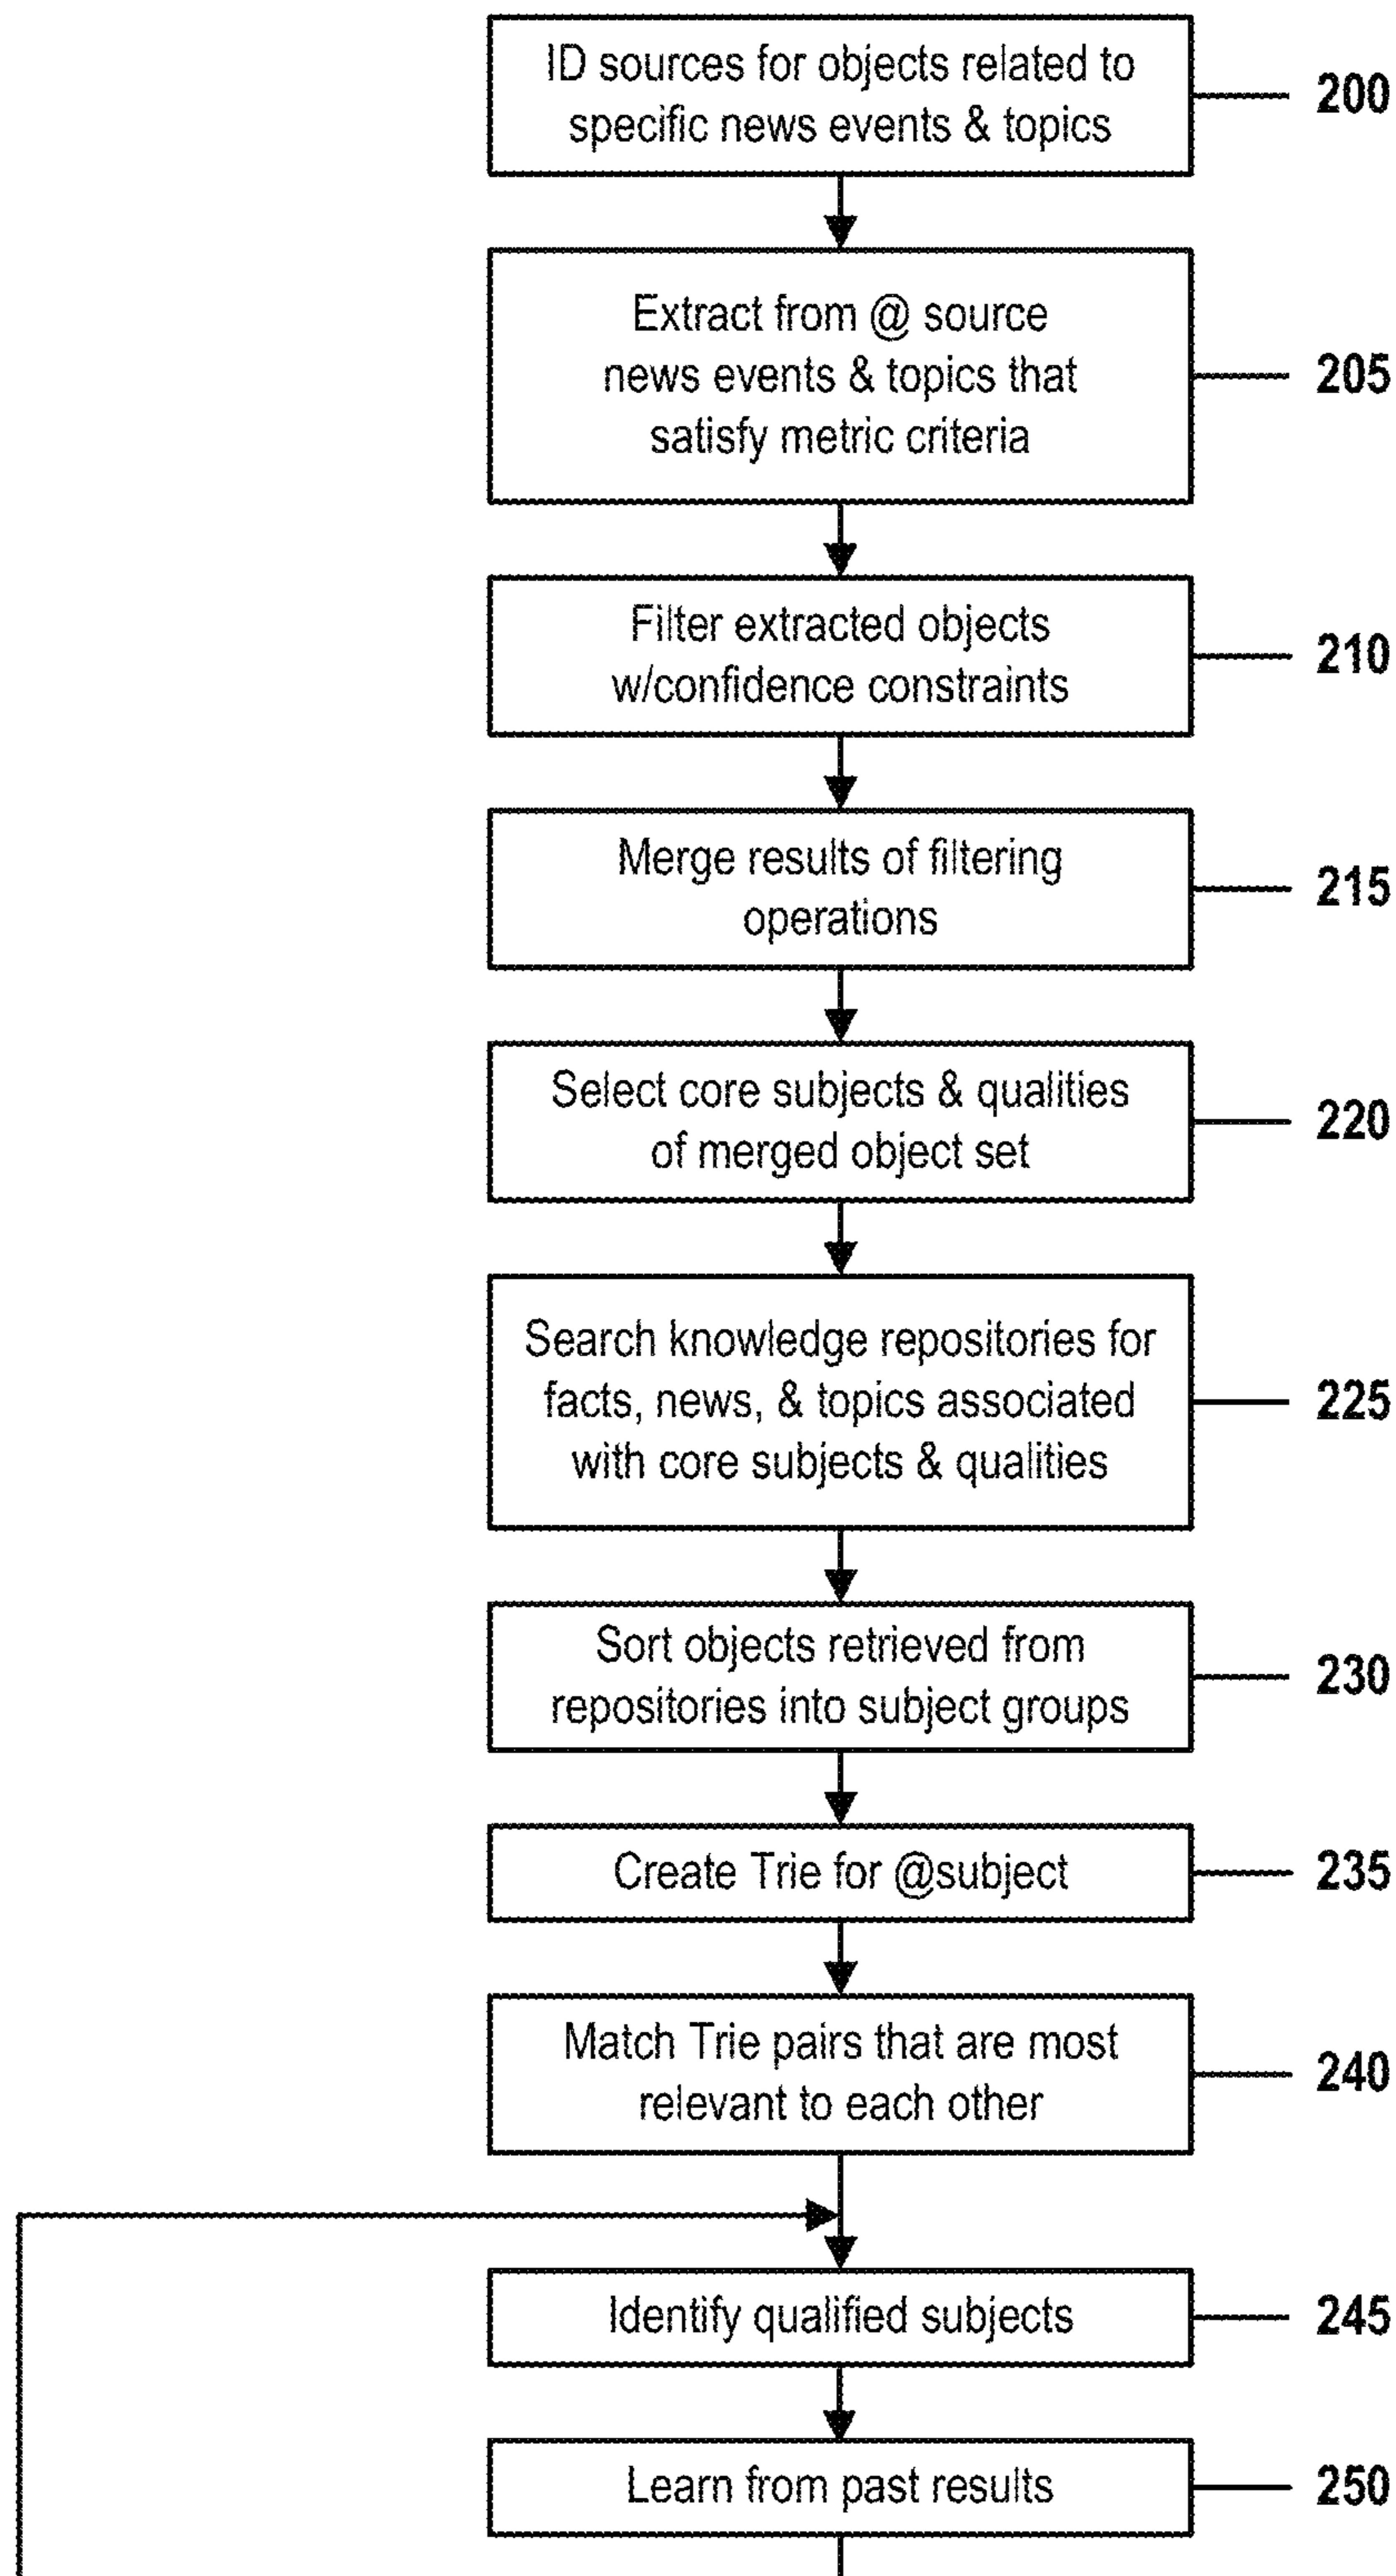 ID sources for objects related to
specific news events & topics
200
Extract from @ source
news events & topics that
satisfy metric criteria
205
Filter extracted objects
w/confidence constraints
210
Merge results of filtering
operations
215
Select core subjects & qualities
of merged object set
220
Search knowledge repositories for
facts, news, & topics associated
with core subjects & qualities
225
Sort objects retrieved from
repositories into subject groups
230
Create Trie for @subject
235
Match Trie pairs that are most
relevant to each other
240
Identify qualified subjects
245
Learn from past results
250